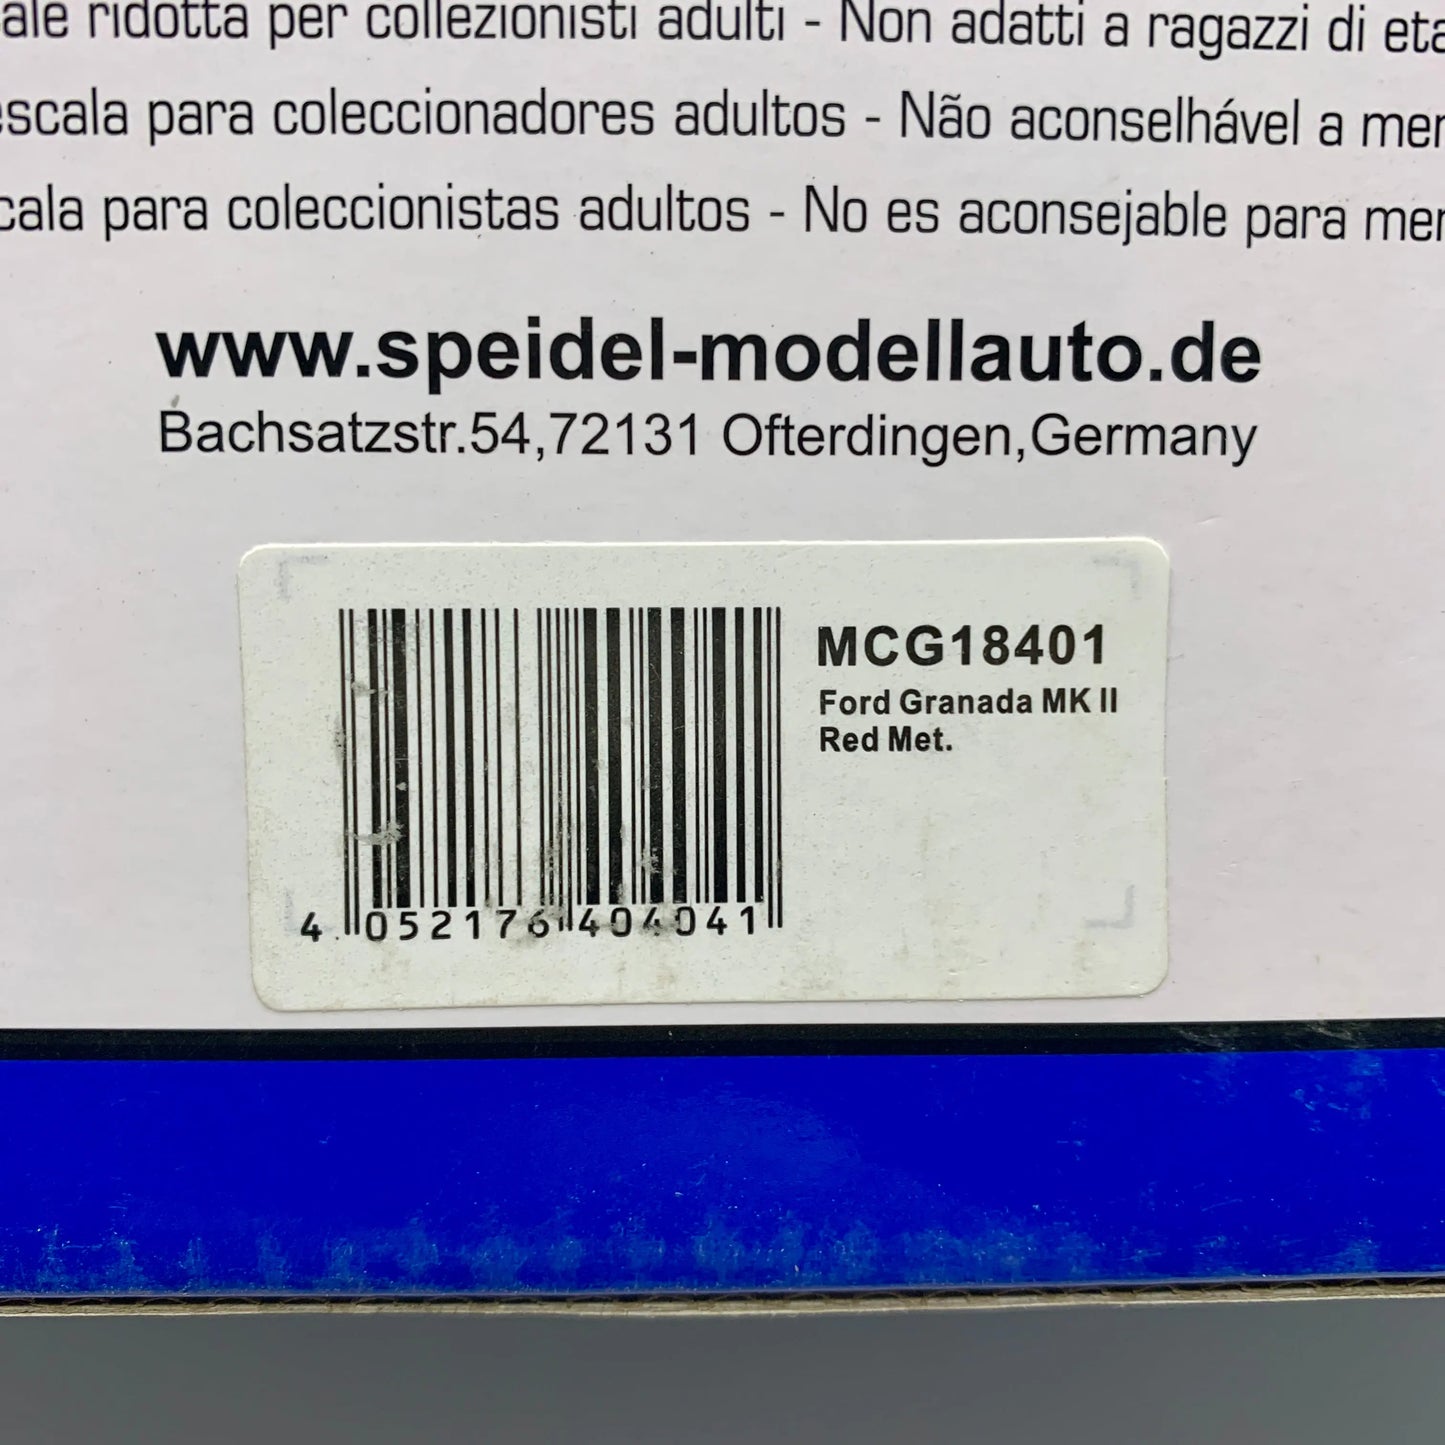 ale ridotta per collezionisti adulti - Non adatti a ragazzi di eta
escala para coleccionadores adultos - Não aconselhável a mer
cala para coleccionistas adultos - No es aconsejable para mer
www.speidel-modellauto.de
Bachsatzstr.54,72131 Ofterdingen,Germany
MCG18401
Ford Granada MK II
Red Met.
4 052176 404041